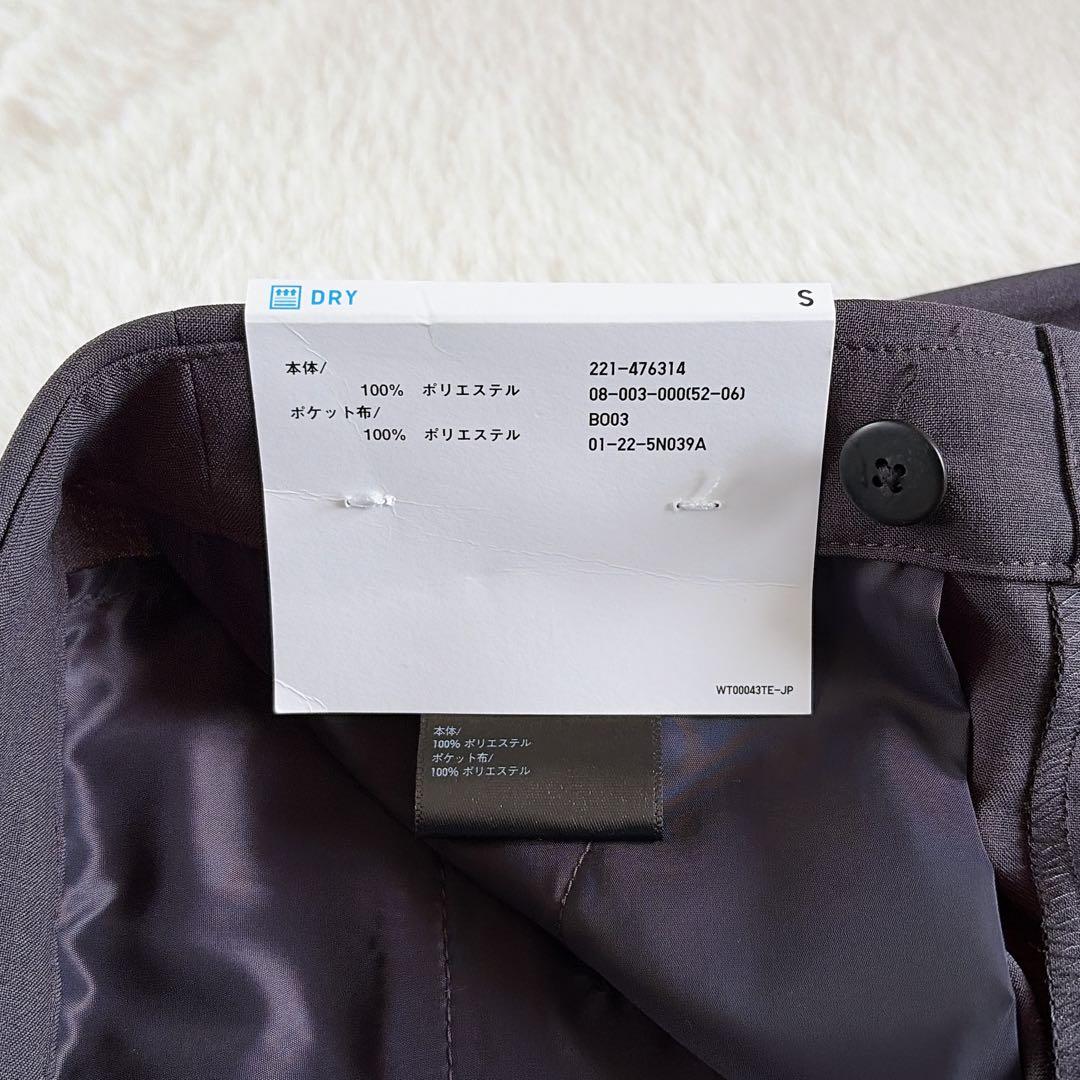 DRY S
本体/
100% ポリエステル
ポケット布/
100% ポリエステル
221-476314
08-003-000(52-06)
B003
01-22-5N039A
WT00043TE-JP
本体/
100% ポリエステル
ポケット布/
100% ポリエステル